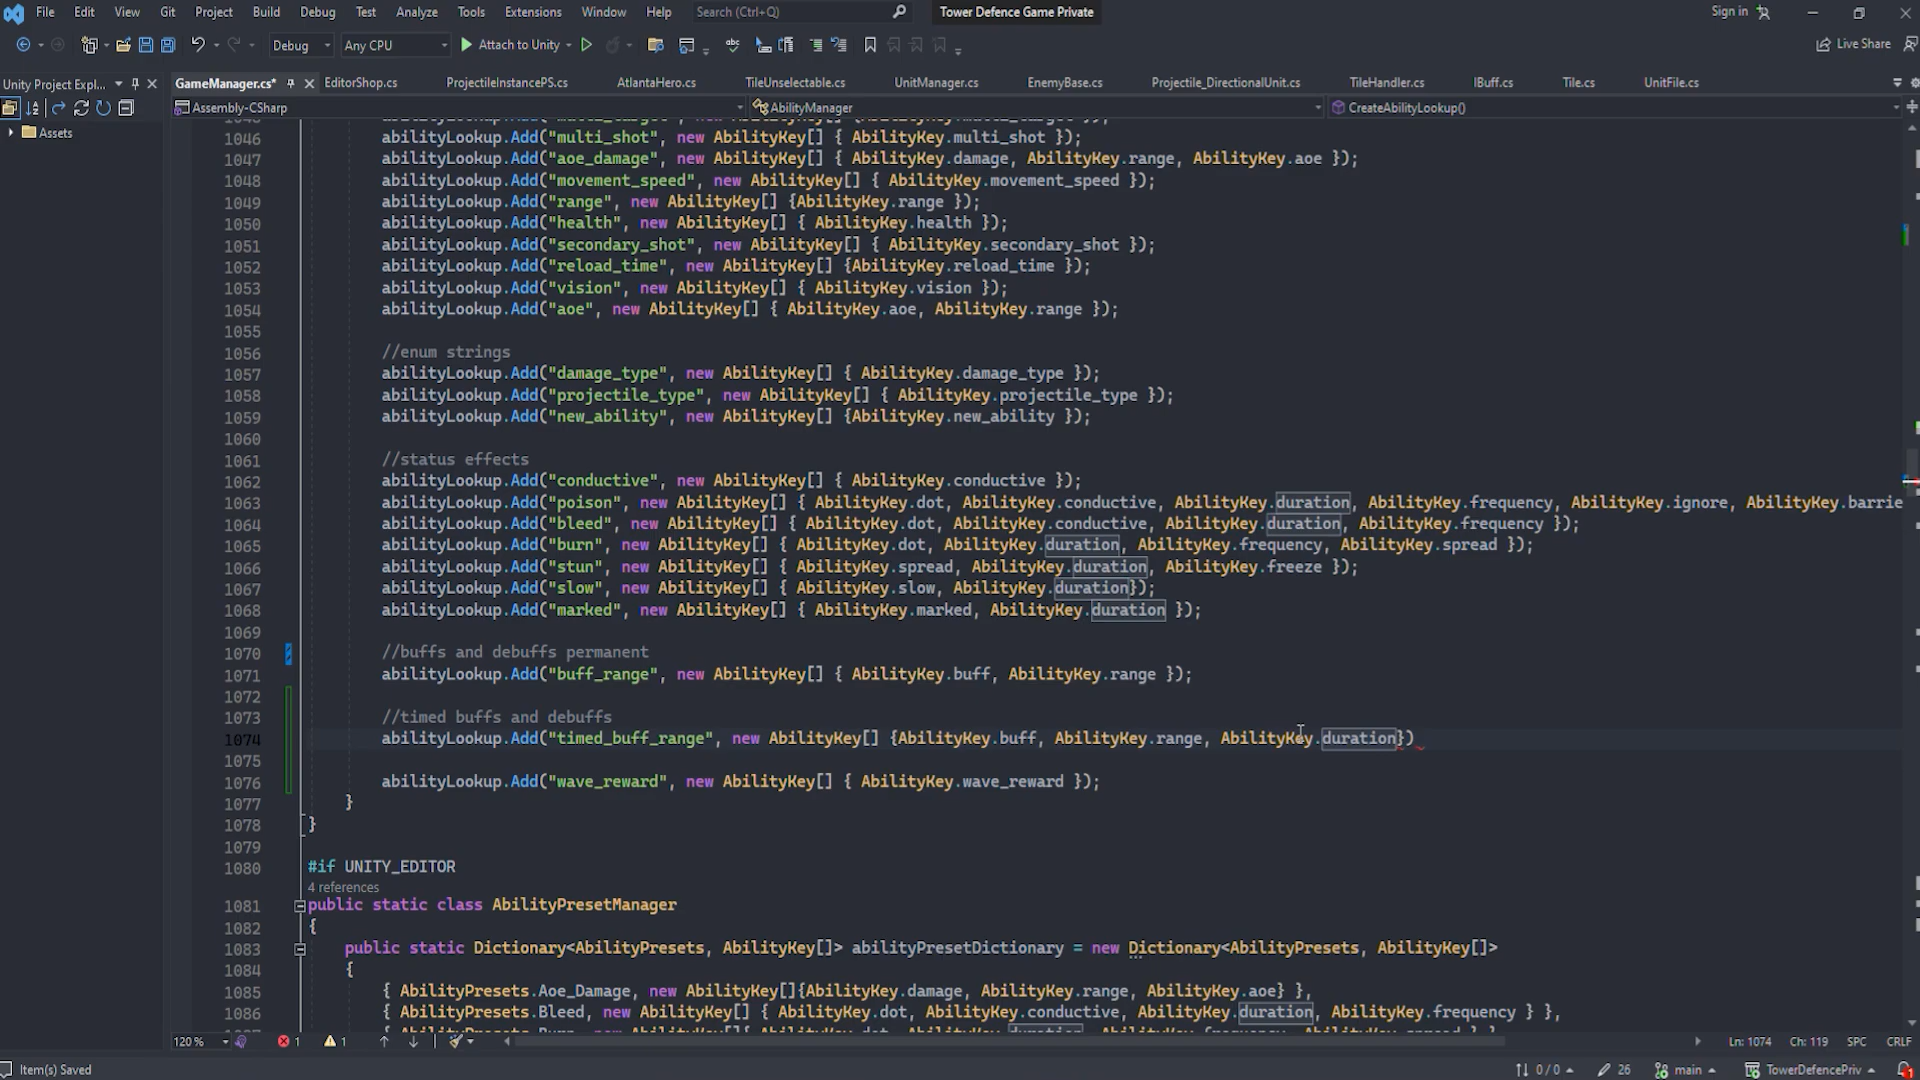 File Edit View Git Project Build Debug Test Analyze Tools Extensions Window Help Search (Ctrl+Q) Tower Defence Game Private Sign in
Debug Any CPU Attach to Unity Live Share
Unity Project Expl... GameManager.cs* EditorShop.cs ProjectileInstancePS.cs AtlantaHero.cs TileUnselectable.cs UnitManager.cs EnemyBase.cs Projectile_DirectionalUnit.cs TileHandler.cs IBuff.cs Tile.cs UnitFile.cs
Assembly-CSharp AbilityManager CreateAbilityLookup()
Assets
1046 abilityLookup.Add("multi_shot", new AbilityKey[] { AbilityKey.multi_shot });
1047 abilityLookup.Add("aoe_damage", new AbilityKey[] { AbilityKey.damage, AbilityKey.range, AbilityKey.aoe });
1048 abilityLookup.Add("movement_speed", new AbilityKey[] { AbilityKey.movement_speed });
1049 abilityLookup.Add("range", new AbilityKey[] {AbilityKey.range });
1050 abilityLookup.Add("health", new AbilityKey[] { AbilityKey.health });
1051 abilityLookup.Add("secondary_shot", new AbilityKey[] { AbilityKey.secondary_shot });
1052 abilityLookup.Add("reload_time", new AbilityKey[] {AbilityKey.reload_time });
1053 abilityLookup.Add("vision", new AbilityKey[] { AbilityKey.vision });
1054 abilityLookup.Add("aoe", new AbilityKey[] { AbilityKey.aoe, AbilityKey.range });
1055
1056 //enum strings
1057 abilityLookup.Add("damage_type", new AbilityKey[] { AbilityKey.damage_type });
1058 abilityLookup.Add("projectile_type", new AbilityKey[] { AbilityKey.projectile_type });
1059 abilityLookup.Add("new_ability", new AbilityKey[] {AbilityKey.new_ability });
1060
1061 //status effects
1062 abilityLookup.Add("conductive", new AbilityKey[] { AbilityKey.conductive });
1063 abilityLookup.Add("poison", new AbilityKey[] { AbilityKey.dot, AbilityKey.conductive, AbilityKey.duration, AbilityKey.frequency, AbilityKey.ignore, AbilityKey.barrie
1064 abilityLookup.Add("bleed", new AbilityKey[] { AbilityKey.dot, AbilityKey.conductive, AbilityKey.duration, AbilityKey.frequency });
1065 abilityLookup.Add("burn", new AbilityKey[] { AbilityKey.dot, AbilityKey.duration, AbilityKey.frequency, AbilityKey.spread });
1066 abilityLookup.Add("stun", new AbilityKey[] { AbilityKey.spread, AbilityKey.duration, AbilityKey.freeze });
1067 abilityLookup.Add("slow", new AbilityKey[] { AbilityKey.slow, AbilityKey.duration});
1068 abilityLookup.Add("marked", new AbilityKey[] { AbilityKey.marked, AbilityKey.duration });
1069
1070 //buffs and debuffs permanent
1071 abilityLookup.Add("buff_range", new AbilityKey[] { AbilityKey.buff, AbilityKey.range });
1072
1073 //timed buffs and debuffs
1074 abilityLookup.Add("timed_buff_range", new AbilityKey[] {AbilityKey.buff, AbilityKey.range, AbilityKey.duration})
1075
1076 abilityLookup.Add("wave_reward", new AbilityKey[] { AbilityKey.wave_reward });
1077 }
1078 }
1079
1080 #if UNITY_EDITOR
4 references
1081 public static class AbilityPresetManager
1082 {
1083 public static Dictionary<AbilityPresets, AbilityKey[]> abilityPresetDictionary = new Dictionary<AbilityPresets, AbilityKey[]>
1084 {
1085 { AbilityPresets.Aoe_Damage, new AbilityKey[]{AbilityKey.damage, AbilityKey.range, AbilityKey.aoe} },
1086 { AbilityPresets.Bleed, new AbilityKey[] { AbilityKey.dot, AbilityKey.conductive, AbilityKey.duration, AbilityKey.frequency } },
120 % 1 1 Ln: 1074 Ch: 119 SPC CRLF
Item(s) Saved 0 / 0 26 main TowerDefencePriv 1